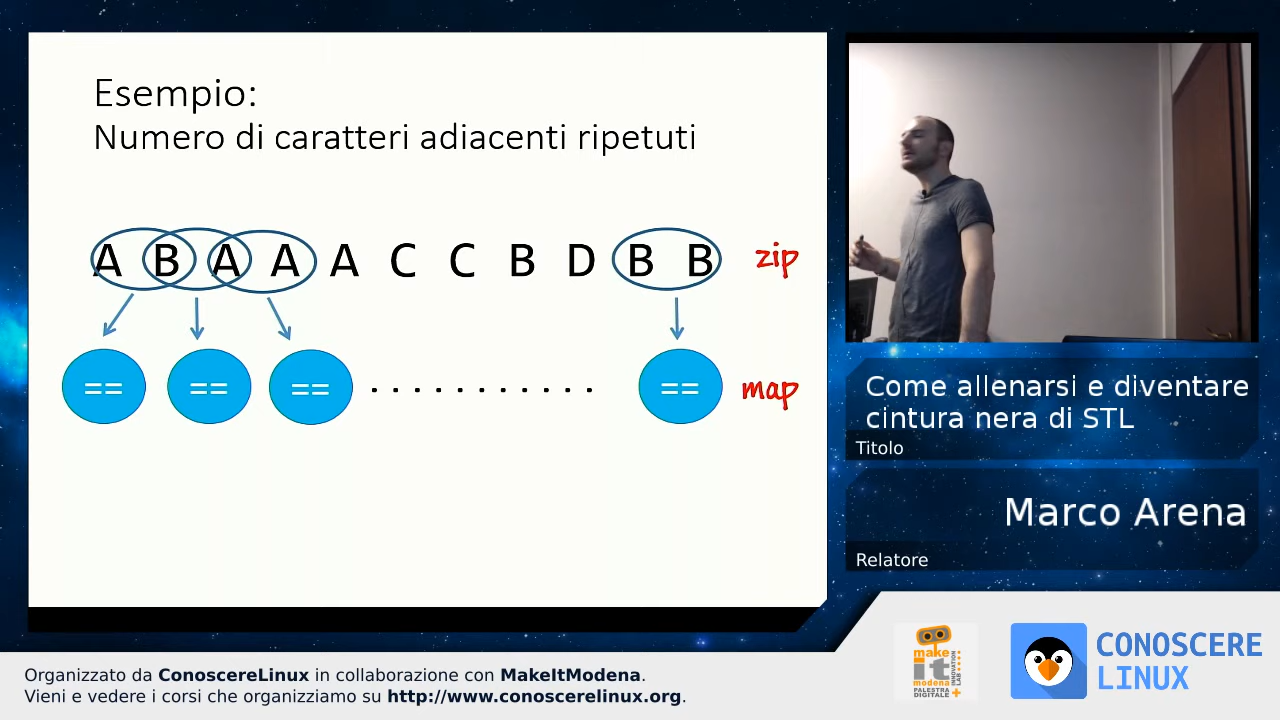 Esempio:
Numero di caratteri adiacenti ripetuti
A B A A A C C B D B B zip
== == == ........... == map
Come allenarsi e diventare
cintura nera di STL
Titolo
Marco Arena
Relatore
make
it
modena
PALESTRA
DIGITALE
INNOVATION
LAB
CONOSCERE
LINUX
Organizzato da ConoscereLinux in collaborazione con MakeItModena.
Vieni e vedere i corsi che organizziamo su http://www.conoscerelinux.org.